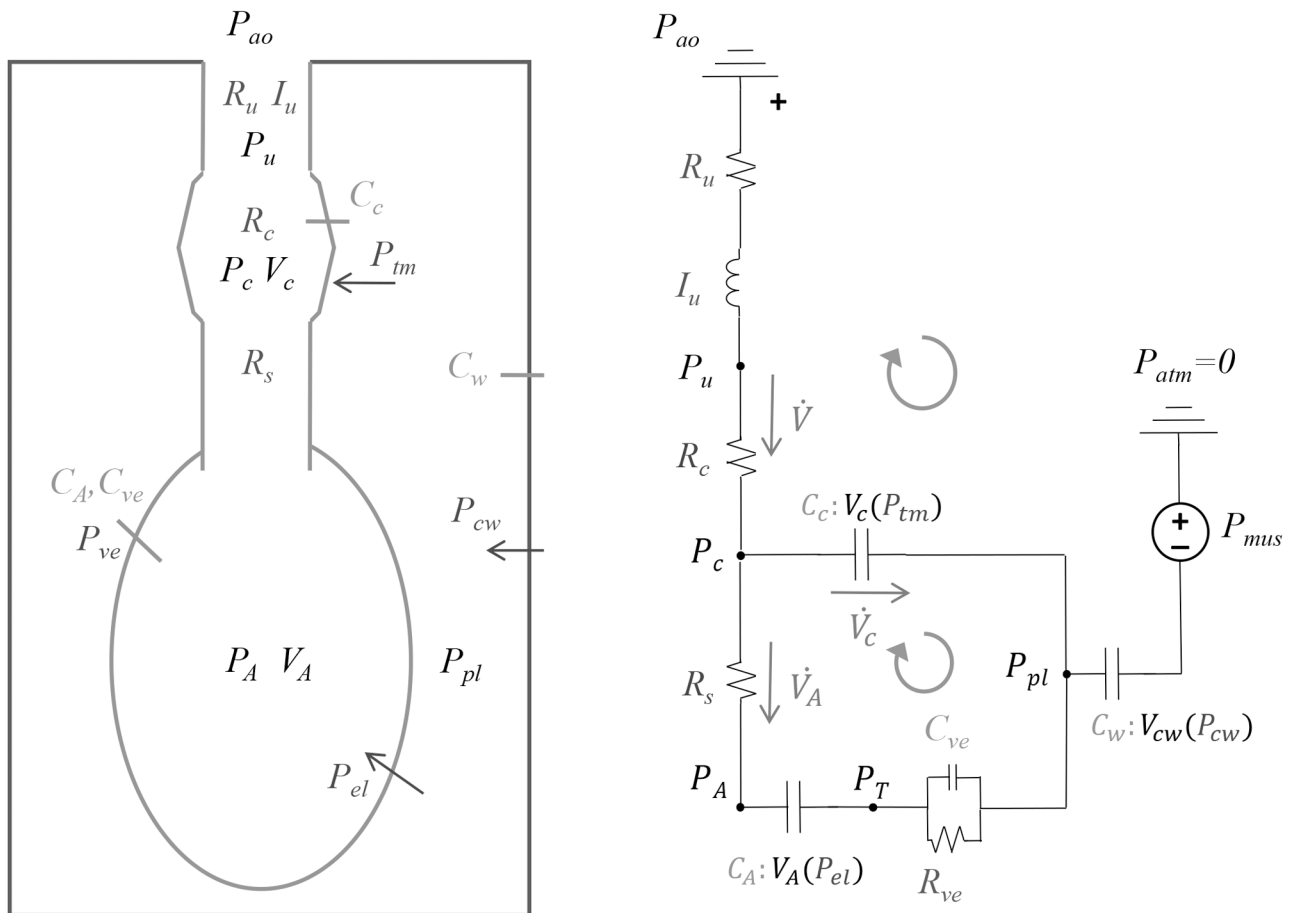 P_ao
R_u I_u
P_u
C_c
R_c
P_tm
P_c V_c
R_s
C_w
C_A, C_ve
P_ve
P_cw
P_A V_A
P_pl
P_el
P_ao
+
R_u
I_u
P_u
V̇
R_c
P_atm=0
C_c: V_c(P_tm)
+
−
P_mus
P_c
V̇_c
R_s
V̇_A
P_pl
C_w: V_cw(P_cw)
C_ve
P_A
P_T
C_A: V_A(P_el)
R_ve